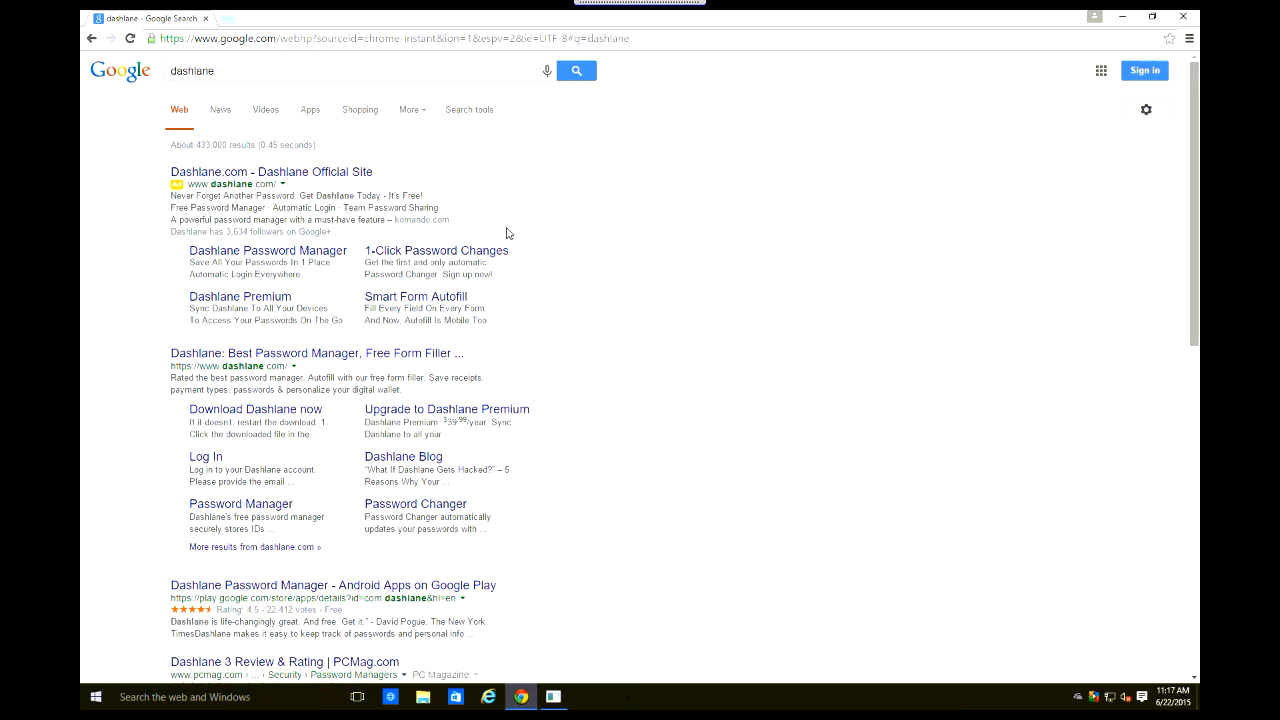 dashlane - Google Search
https://www.google.com/webhp?sourceid=chrome-instant&ion=1&espv=2&ie=UTF-8#q=dashlane
Google dashlane Sign in
Web News Videos Apps Shopping More Search tools
About 433,000 results (0.45 seconds)
Dashlane.com - Dashlane Official Site
Ad www.dashlane.com/
Never Forget Another Password. Get Dashlane Today - It's Free!
Free Password Manager · Automatic Login · Team Password Sharing
A powerful password manager with a must-have feature – komando.com
Dashlane has 3,634 followers on Google+
Dashlane Password Manager 1-Click Password Changes
Save All Your Passwords In 1 Place Get the first and only automatic
Automatic Login Everywhere Password Changer. Sign up now!
Dashlane Premium Smart Form Autofill
Sync Dashlane To All Your Devices Fill Every Field On Every Form
To Access Your Passwords On The Go And Now, Autofill Is Mobile Too
Dashlane: Best Password Manager, Free Form Filler ...
https://www.dashlane.com/
Rated the best password manager. Autofill with our free form filler. Save receipts,
payment types, passwords & personalize your digital wallet.
Download Dashlane now Upgrade to Dashlane Premium
If it doesn't, restart the download. 1 Dashlane Premium. $39.99/year. Sync
Click the downloaded file in the ... Dashlane to all your
Log In Dashlane Blog
Log in to your Dashlane account. “What If Dashlane Gets Hacked?” – 5
Please provide the email ... Reasons Why Your ...
Password Manager Password Changer
Dashlane's free password manager Password Changer automatically
securely stores IDs ... updates your passwords with ...
More results from dashlane.com »
Dashlane Password Manager - Android Apps on Google Play
https://play.google.com/store/apps/details?id=com.dashlane&hl=en
Rating: 4.5 - 22,412 votes - Free
Dashlane is life-changingly great. And free. Get it.” - David Pogue, The New York
TimesDashlane makes it easy to keep track of passwords and personal info ...
Dashlane 3 Review & Rating | PCMag.com
www.pcmag.com › ... › Security › Password Managers PC Magazine
Search the web and Windows
11:17 AM
6/22/2015